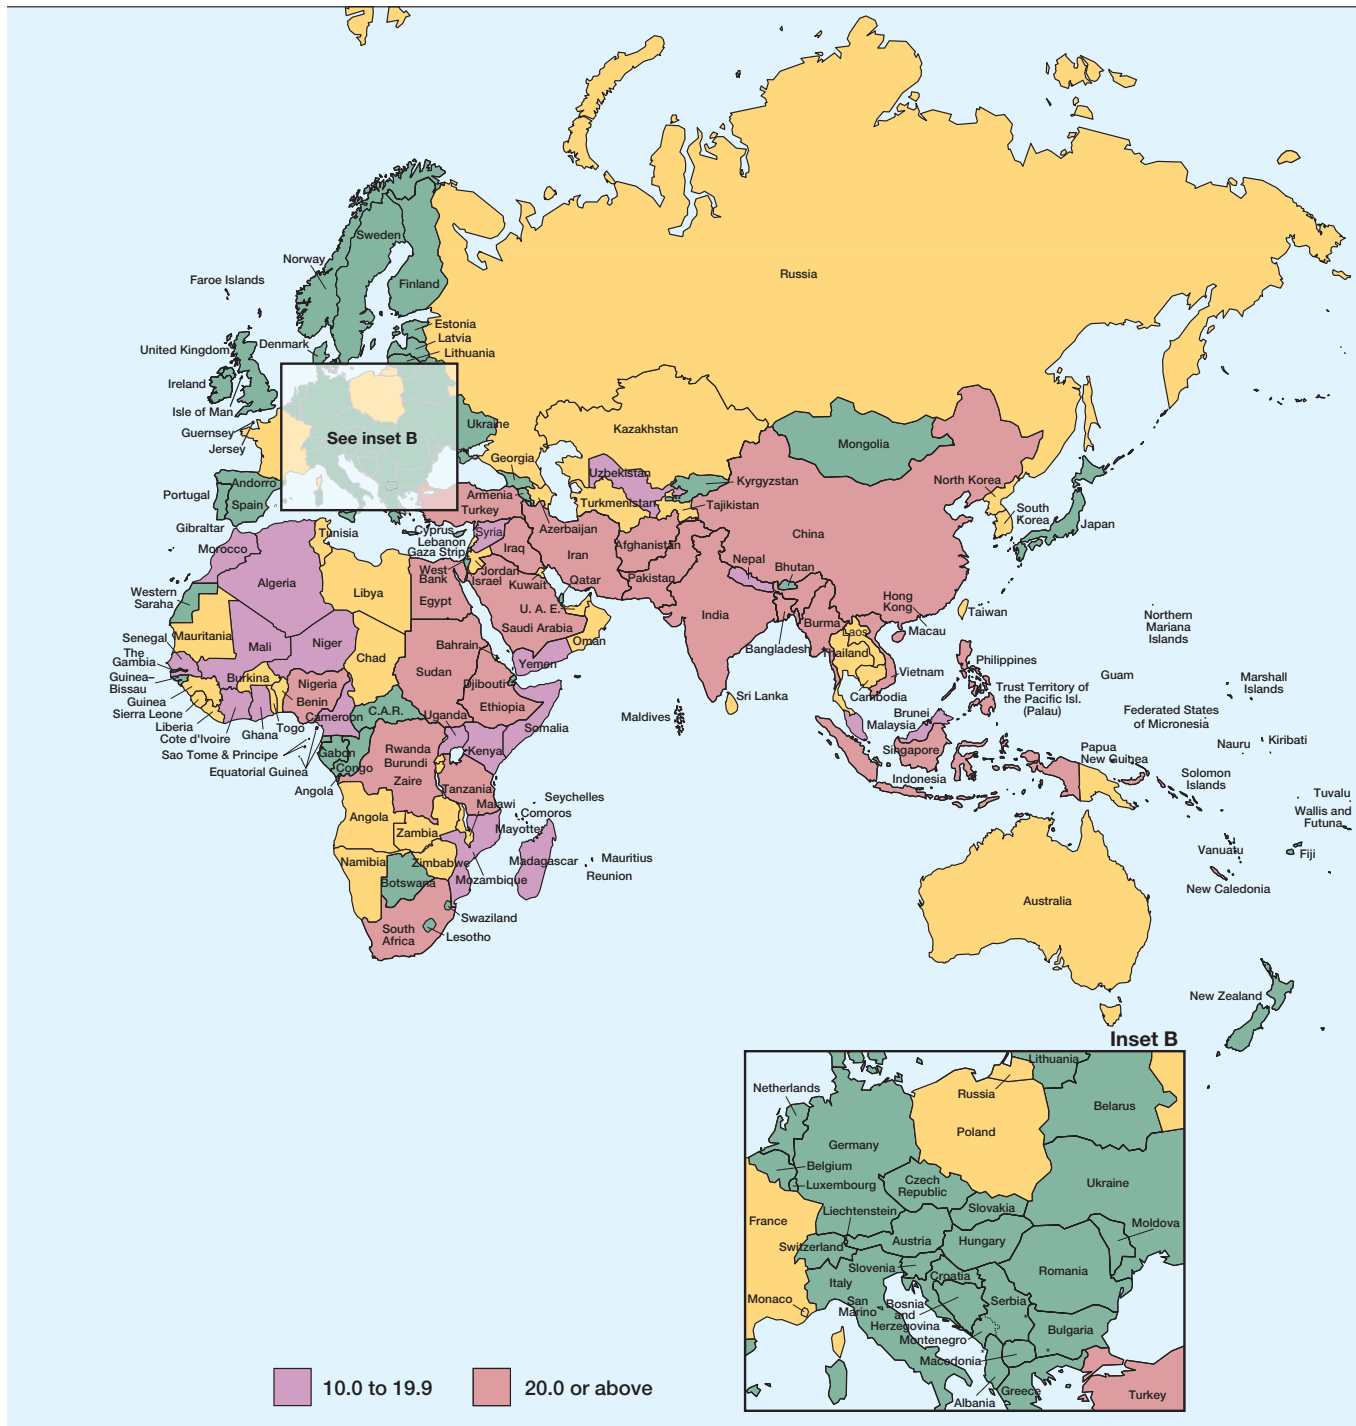 Sweden
Norway
Finland
Faroe Islands
Russia
Estonia
Latvia
Lithuania
United Kingdom
Denmark
Ireland
Isle of Man
Guernsey
Jersey
See inset B
Ukraine
Kazakhstan
Mongolia
Georgia
Uzbekistan
Kyrgyzstan
North Korea
Andorro
Portugal
Spain
Armenia
Turkey
Turkmenistan
Tajikistan
South
Korea
Japan
Gibraltar
Tunisia
Cyprus
Lebanon
Gaza Strip
Syria
Azerbaijan
China
Morocco
Iraq
Iran
Afghanistan
Algeria
West
Bank
Jordan
Israel
Kuwait
Qatar
Pakistan
Nepal
Bhutan
Western
Saraha
Libya
Egypt
U. A. E.
Saudi Arabia
India
Hong
Kong
Taiwan
Macau
Northern
Mariana
Islands
Mauritania
Mali
Niger
Chad
Bahrain
Oman
Burma
Laos
Bangladesh
Thailand
Senegal
The
Gambia
Guinea–
Bissau
Guinea
Sierra Leone
Liberia
Burkina
Nigeria
Benin
Sudan
Yemen
Djibouti
Vietnam
Philippines
Guam
Marshall
Islands
Cote d'Ivoire
Ghana
Togo
Cameroon
C.A.R.
Ethiopia
Uganda
Somalia
Maldives
Sri Lanka
Cambodia
Trust Territory of
the Pacific Isl.
(Palau)
Federated States
of Micronesia
Brunei
Malaysia
Singapore
Indonesia
Nauru
Kiribati
Sao Tome & Principe
Equatorial Guinea
Gabon
Congo
Rwanda
Burundi
Zaire
Kenya
Tanzania
Papua
New Guinea
Solomon
Islands
Tuvalu
Wallis and
Futuna
Angola
Angola
Malawi
Seychelles
Comoros
Mayotte
Zambia
Namibia
Zimbabwe
Madagascar
Mauritius
Reunion
Botswana
Mozambique
Vanuatu
Fiji
New Caledonia
Australia
Swaziland
South
Africa
Lesotho
New Zealand
Inset B
Lithuania
Netherlands
Russia
Belarus
Poland
Germany
Belgium
Luxembourg
Czech
Republic
Ukraine
Slovakia
Liechtenstein
France
Moldova
Switzerland
Austria
Hungary
Slovenia
Italy
Croatia
Romania
Monaco
San
Marino
Bosnia
and
Herzegovina
Serbia
Montenegro
Bulgaria
Macedonia
Albania
Greece
Turkey
10.0 to 19.9
20.0 or above